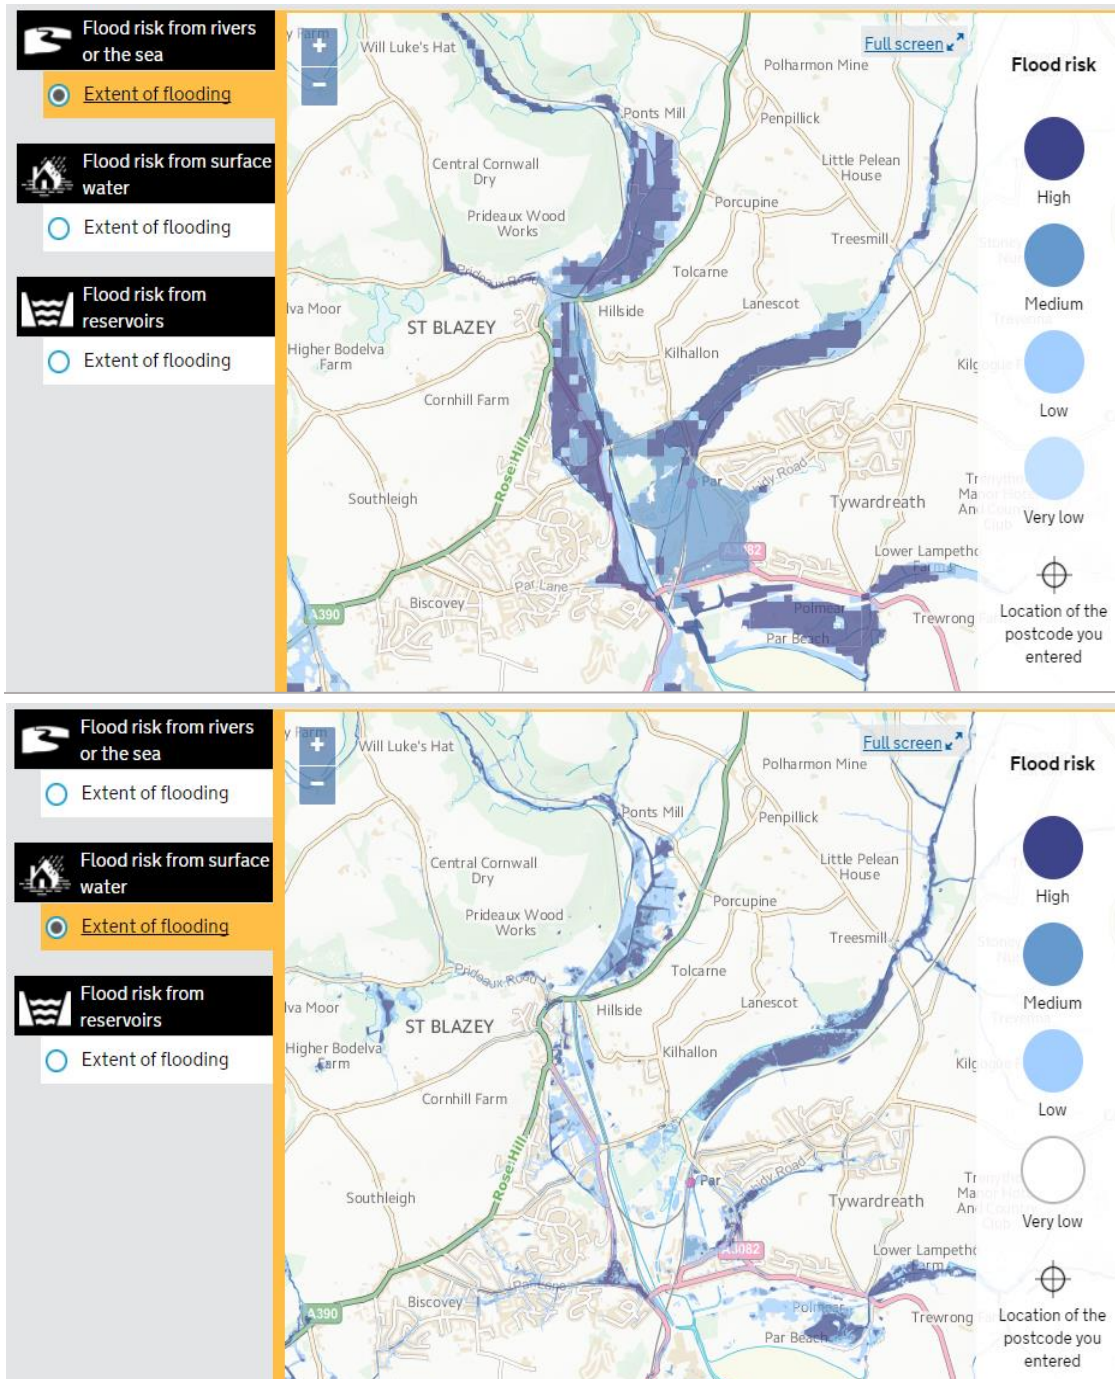 Flood risk from rivers
or the sea
Extent of flooding
Flood risk from surface
water
Extent of flooding
Flood risk from
reservoirs
Extent of flooding
+
−
Full screen
Will Luke's Hat
Polharmon Mine
Ponts Mill
Penpillick
Central Cornwall
Dry
Little Pelean
House
Prideaux Wood
Works
Porcupine
Treesmill
Prideaux Road
Tolcarne
Lanescot
Hillside
ST BLAZEY
Higher Bodelva
Farm
Kilhallon
Cornhill Farm
Rose Hill
Southleigh
Par
Tywardreath
A3082
Lower Lampetho
Farm
Par Lane
Biscovey
A390
Polmear
Par Beach
Trewrong
Flood risk
High
Medium
Low
Very low
Location of the
postcode you
entered
Flood risk from rivers
or the sea
Extent of flooding
Flood risk from surface
water
Extent of flooding
Flood risk from
reservoirs
Extent of flooding
+
−
Full screen
Will Luke's Hat
Polharmon Mine
Ponts Mill
Penpillick
Central Cornwall
Dry
Little Pelean
House
Prideaux Wood
Works
Porcupine
Treesmill
Prideaux Road
Tolcarne
Lanescot
Hillside
ST BLAZEY
Higher Bodelva
Farm
Kilhallon
Cornhill Farm
Rose Hill
Southleigh
Par
Tywardreath
A3082
Lower Lampetho
Farm
Par Lane
Biscovey
A390
Polmear
Par Beach
Trewrong
Flood risk
High
Medium
Low
Very low
Location of the
postcode you
entered